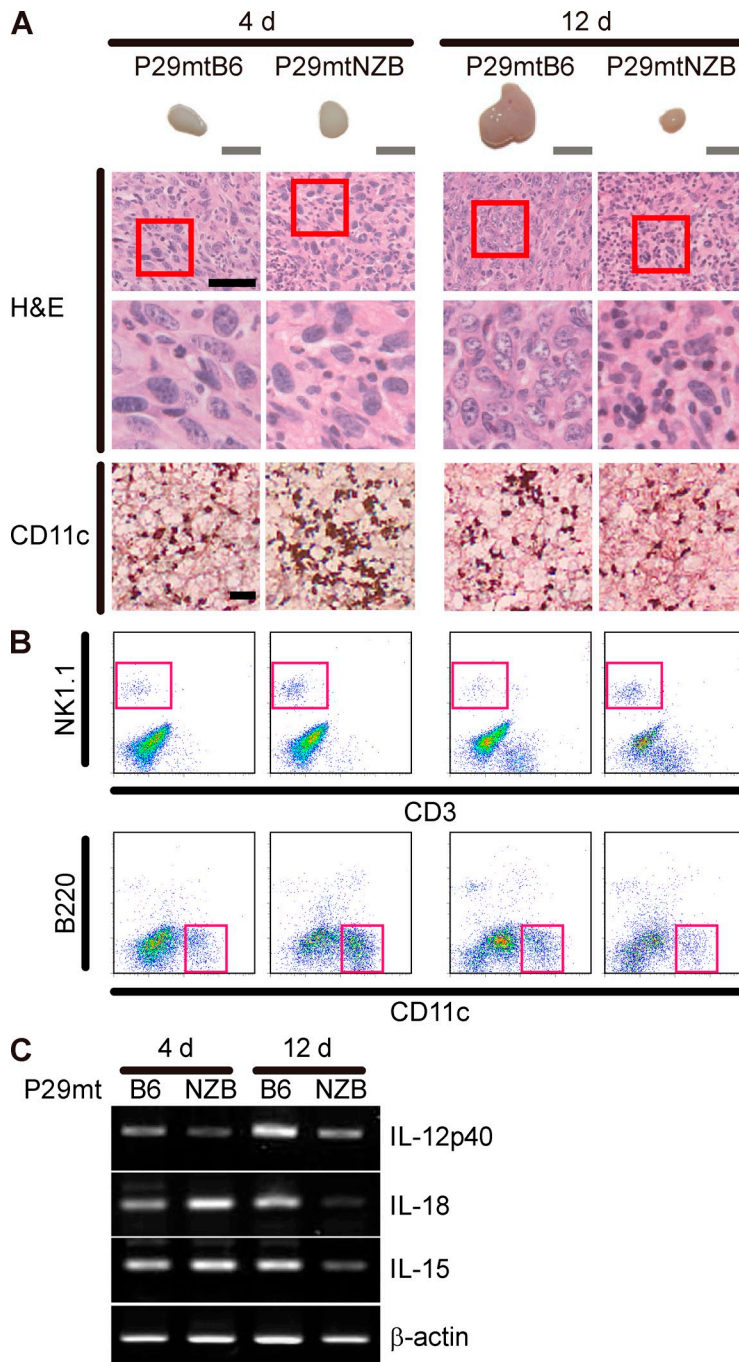 A
4 d
12 d
P29mtB6
P29mtNZB
P29mtB6
P29mtNZB
H&E
CD11c
B
NK1.1
CD3
B220
CD11c
C
4 d
12 d
P29mt
B6
NZB
B6
NZB
IL-12p40
IL-18
IL-15
β-actin